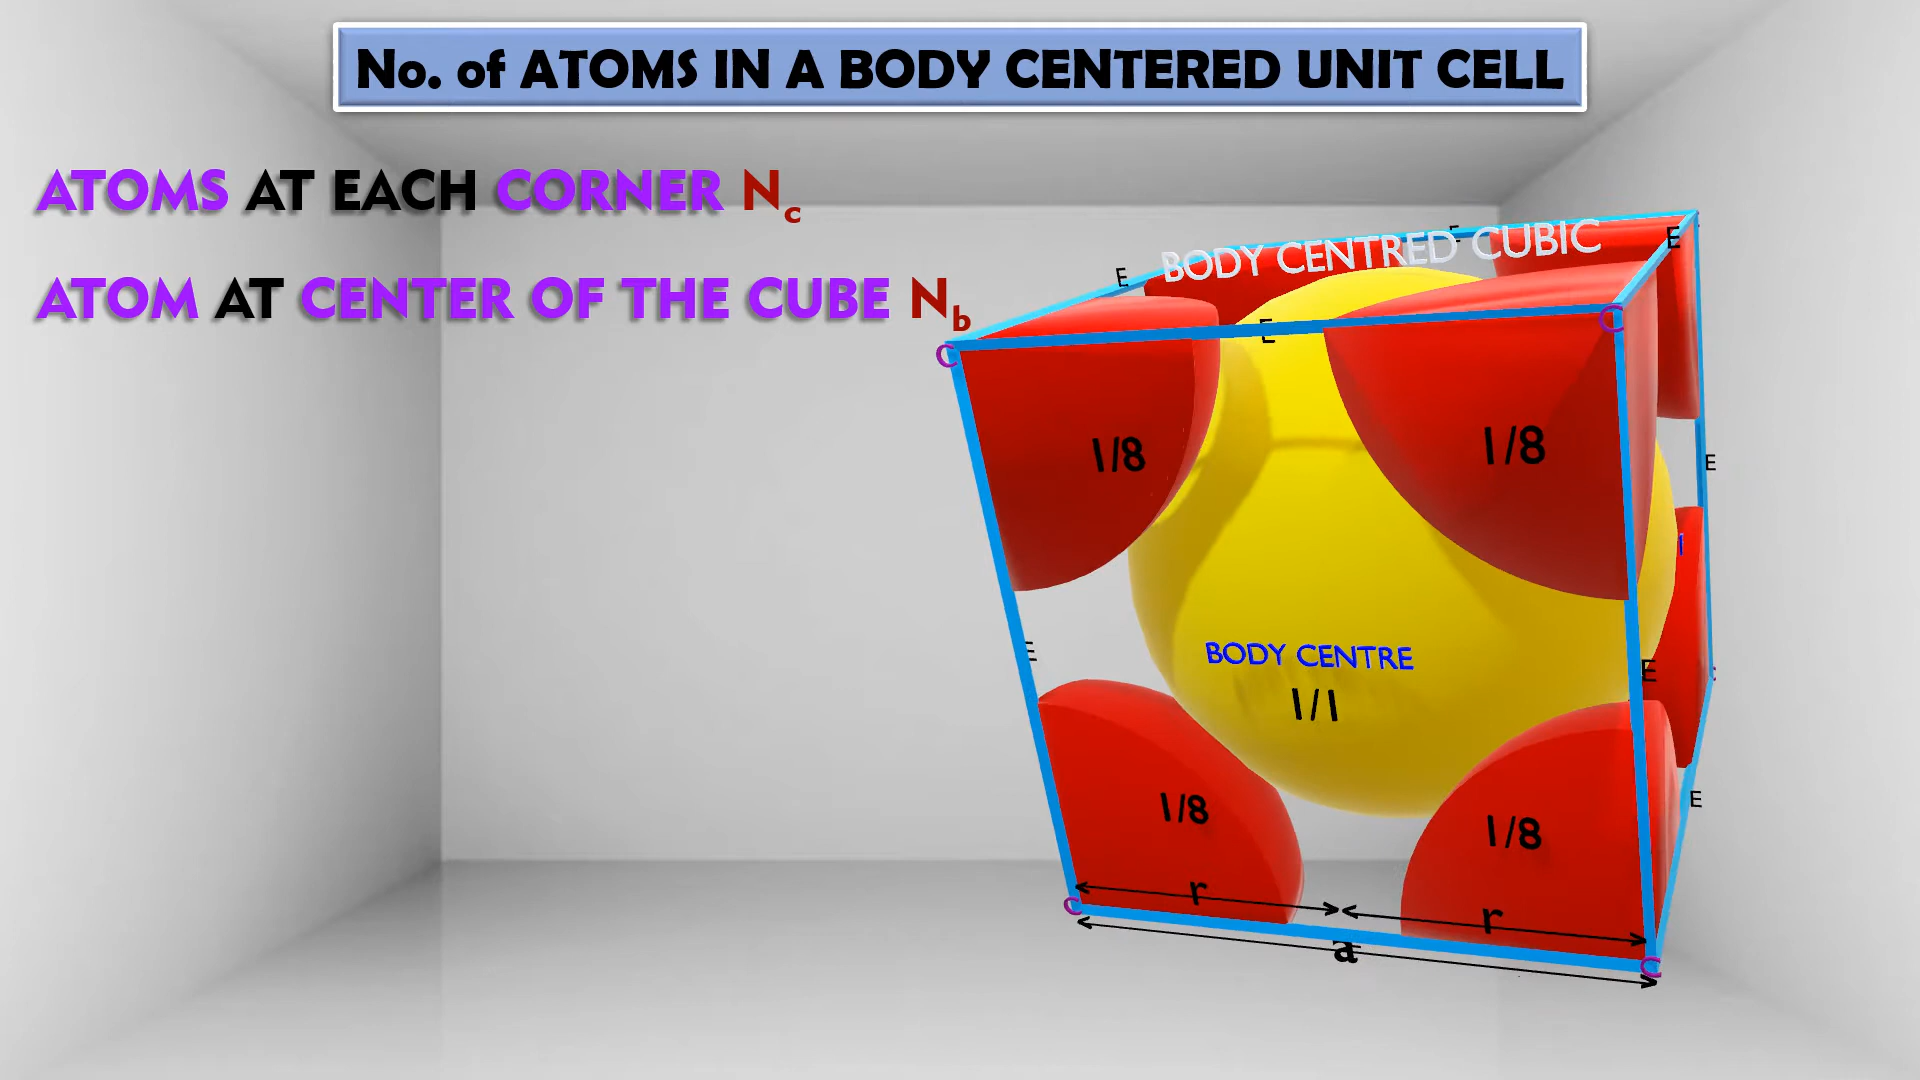 No. of ATOMS IN A BODY CENTERED UNIT CELL
ATOMS AT EACH CORNER Nc
ATOM AT CENTER OF THE CUBE Nb
BODY CENTRED CUBIC
E
E
E
E
C
C
1/8
1/8
E
1
E
E
BODY CENTRE
1/1
E
1/8
1/8
r
r
C
a
C